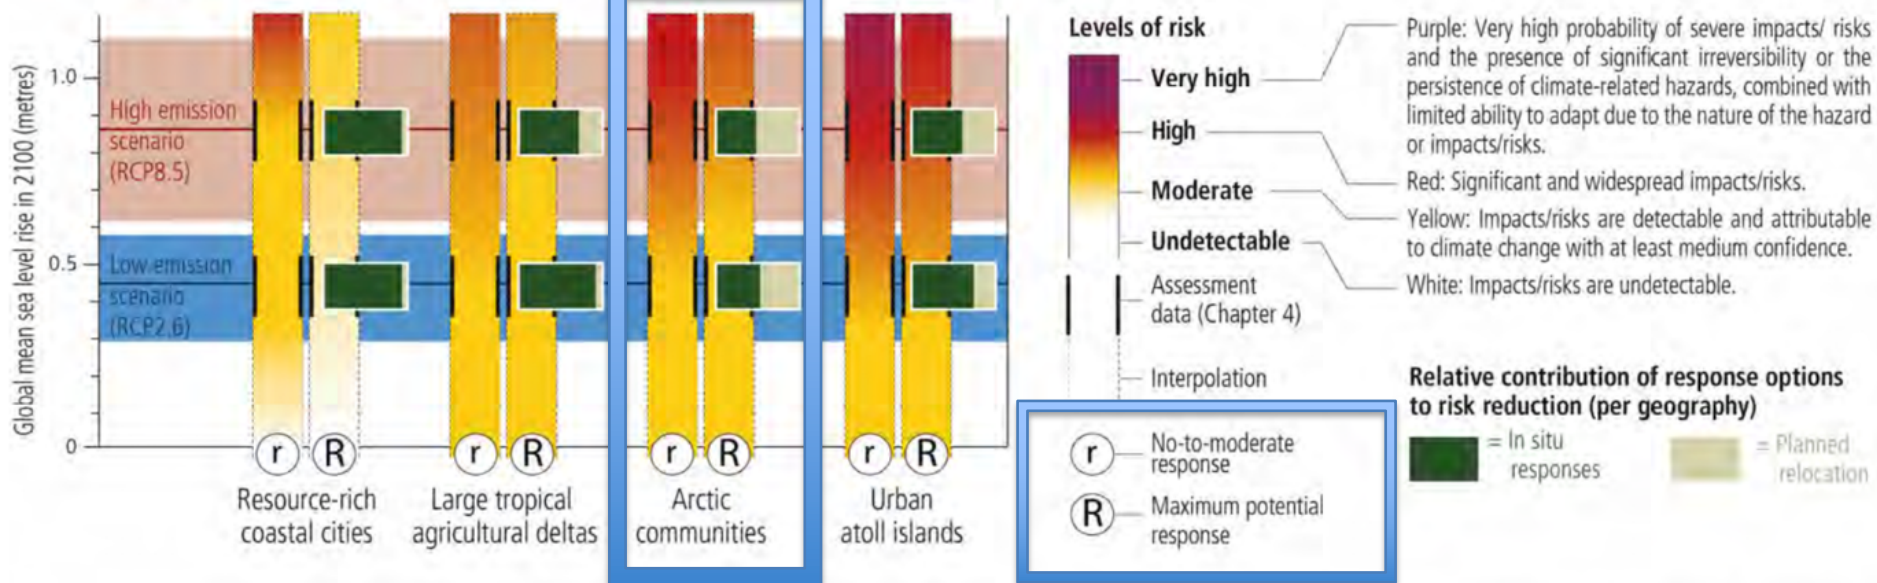 Global mean sea level rise in 2100 (metres)
1.0
0.5
0
High emission
scenario
(RCP8.5)
Low emission
scenario
(RCP2.6)
r
R
r
R
r
R
r
R
Resource-rich
coastal cities
Large tropical
agricultural deltas
Arctic
communities
Urban
atoll islands
Levels of risk
Very high
High
Moderate
Undetectable
Assessment
data (Chapter 4)
Interpolation
r
No-to-moderate
response
R
Maximum potential
response
Purple: Very high probability of severe impacts/ risks
and the presence of significant irreversibility or the
persistence of climate-related hazards, combined with
limited ability to adapt due to the nature of the hazard
or impacts/risks.
Red: Significant and widespread impacts/risks.
Yellow: Impacts/risks are detectable and attributable
to climate change with at least medium confidence.
White: Impacts/risks are undetectable.
Relative contribution of response options
to risk reduction (per geography)
= In situ
responses
= Planned
relocation